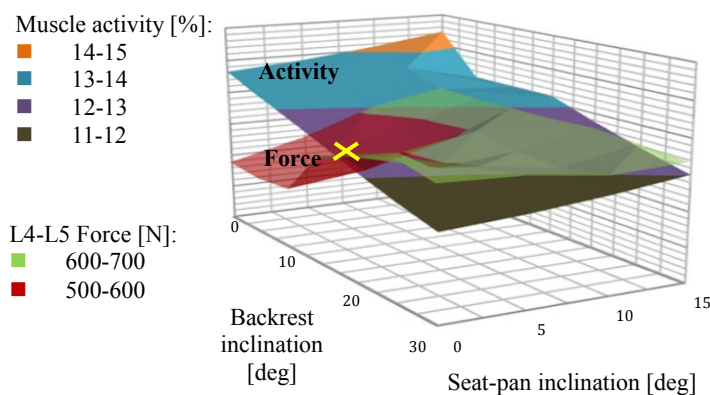 Muscle activity [%]:
14-15
13-14
12-13
11-12
Activity
Force
L4-L5 Force [N]:
600-700
500-600
0
10
20
30
Backrest
inclination
[deg]
0
5
10
15
Seat-pan inclination [deg]